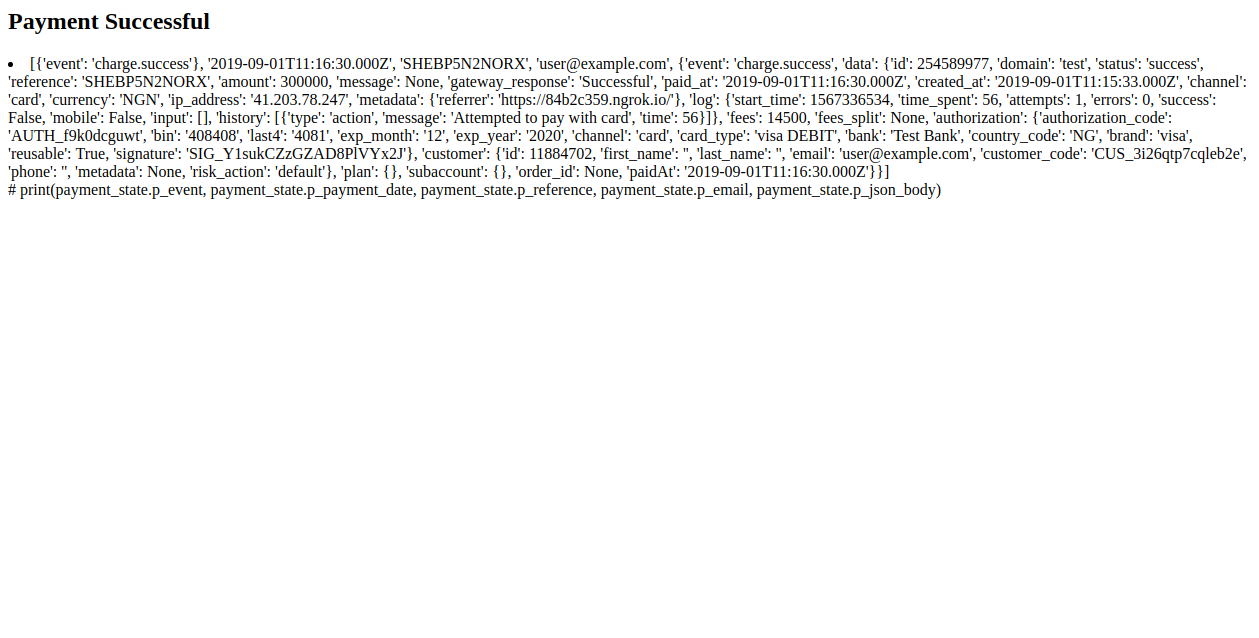 Payment Successful
• [{'event': 'charge.success'}, '2019-09-01T11:16:30.000Z', 'SHEBP5N2NORX', 'user@example.com', {'event': 'charge.success', 'data': {'id': 254589977, 'domain': 'test', 'status': 'success',
'reference': 'SHEBP5N2NORX', 'amount': 300000, 'message': None, 'gateway_response': 'Successful', 'paid_at': '2019-09-01T11:16:30.000Z', 'created_at': '2019-09-01T11:15:33.000Z', 'channel':
'card', 'currency': 'NGN', 'ip_address': '41.203.78.247', 'metadata': {'referrer': 'https://84b2c359.ngrok.io/'}, 'log': {'start_time': 1567336534, 'time_spent': 56, 'attempts': 1, 'errors': 0, 'success':
False, 'mobile': False, 'input': [], 'history': [{'type': 'action', 'message': 'Attempted to pay with card', 'time': 56}]}, 'fees': 14500, 'fees_split': None, 'authorization': {'authorization_code':
'AUTH_f9k0dcguwt', 'bin': '408408', 'last4': '4081', 'exp_month': '12', 'exp_year': '2020', 'channel': 'card', 'card_type': 'visa DEBIT', 'bank': 'Test Bank', 'country_code': 'NG', 'brand': 'visa',
'reusable': True, 'signature': 'SIG_Y1sukCZzGZAD8PlVYx2J'}, 'customer': {'id': 11884702, 'first_name': '', 'last_name': '', 'email': 'user@example.com', 'customer_code': 'CUS_3i26qtp7cqleb2e',
'phone': '', 'metadata': None, 'risk_action': 'default'}, 'plan': {}, 'subaccount': {}, 'order_id': None, 'paidAt': '2019-09-01T11:16:30.000Z'}}]
# print(payment_state.p_event, payment_state.p_payment_date, payment_state.p_reference, payment_state.p_email, payment_state.p_json_body)